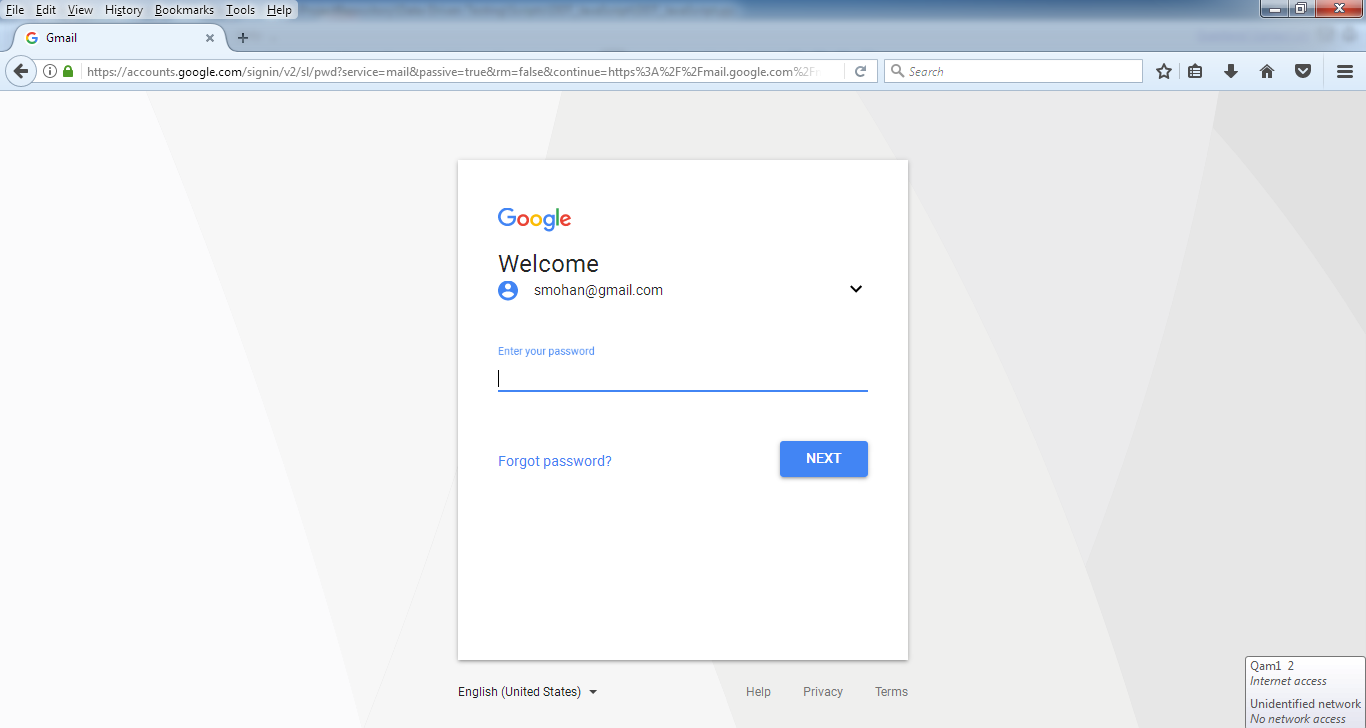 File Edit View History Bookmarks Tools Help
Gmail
https://accounts.google.com/signin/v2/sl/pwd?service=mail&passive=true&rm=false&continue=https%3A%2F%2Fmail.google.com%2F
Search
Google
Welcome
smohan@gmail.com
Enter your password
Forgot password? NEXT
English (United States) Help Privacy Terms
Qam1 2
Internet access
Unidentified network
No network access